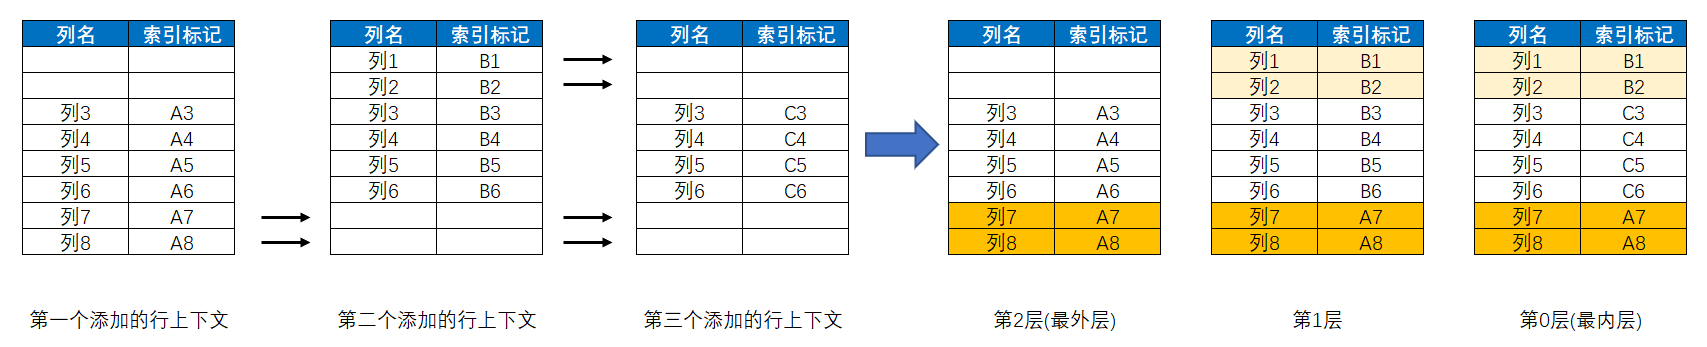 列名 索引标记 列名 索引标记 列名 索引标记 列名 索引标记 列名 索引标记 列名 索引标记
列1 B1 列1 B1 列1 B1
列2 B2 列2 B2 列2 B2
列3 A3 列3 B3 列3 C3 列3 A3 列3 B3 列3 C3
列4 A4 列4 B4 列4 C4 列4 A4 列4 B4 列4 C4
列5 A5 列5 B5 列5 C5 列5 A5 列5 B5 列5 C5
列6 A6 列6 B6 列6 C6 列6 A6 列6 B6 列6 C6
列7 A7 列7 A7 列7 A7 列7 A7
列8 A8 列8 A8 列8 A8 列8 A8
第一个添加的行上下文 第二个添加的行上下文 第三个添加的行上下文 第2层(最外层) 第1层 第0层(最内层)